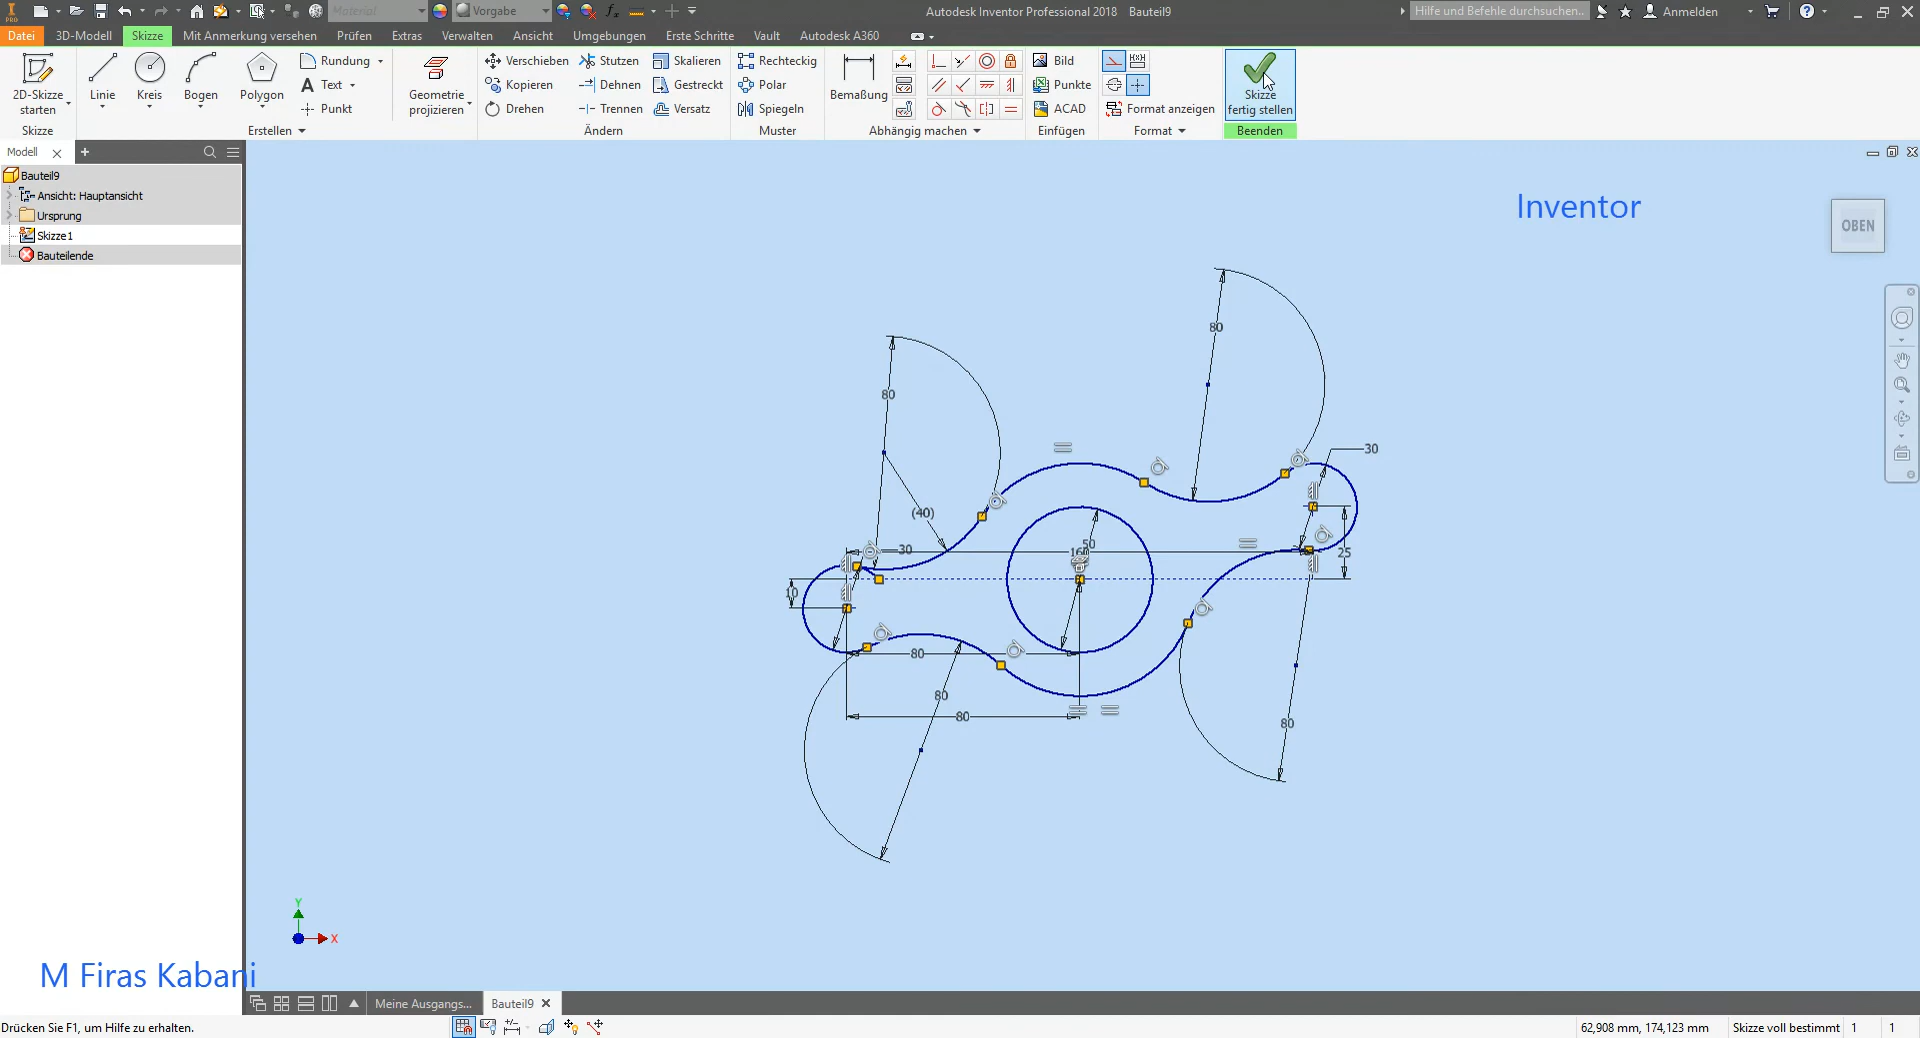 Material
Vorgabe
Autodesk Inventor Professional 2018 Bauteil9
Hilfe und Befehle durchsuchen...
Anmelden
PRO
Datei 3D-Modell Skizze Mit Anmerkung versehen Prüfen Extras Verwalten Ansicht Umgebungen Erste Schritte Vault Autodesk A360
2D-Skizze starten
Linie
Kreis
Bogen
Polygon
Rundung
Text
Punkt
Geometrie projizieren
Verschieben
Kopieren
Drehen
Stutzen
Dehnen
Trennen
Skalieren
Gestreckt
Versatz
Rechteckig
Polar
Spiegeln
Bemaßung
Bild
Punkte
ACAD
Format anzeigen
Skizze fertig stellen
Skizze Erstellen Ändern Muster Abhängig machen Einfügen Format Beenden
Modell
Bauteil9
Ansicht: Hauptansicht
Ursprung
Skizze1
Bauteilende
Inventor
OBEN
80
80
30
(40)
30
50
160
25
10
80
80
80
80
Y
X
M Firas Kabani
Meine Ausgangs... Bauteil9
Drücken Sie F1, um Hilfe zu erhalten.
62,908 mm, 174,123 mm Skizze voll bestimmt 1 1